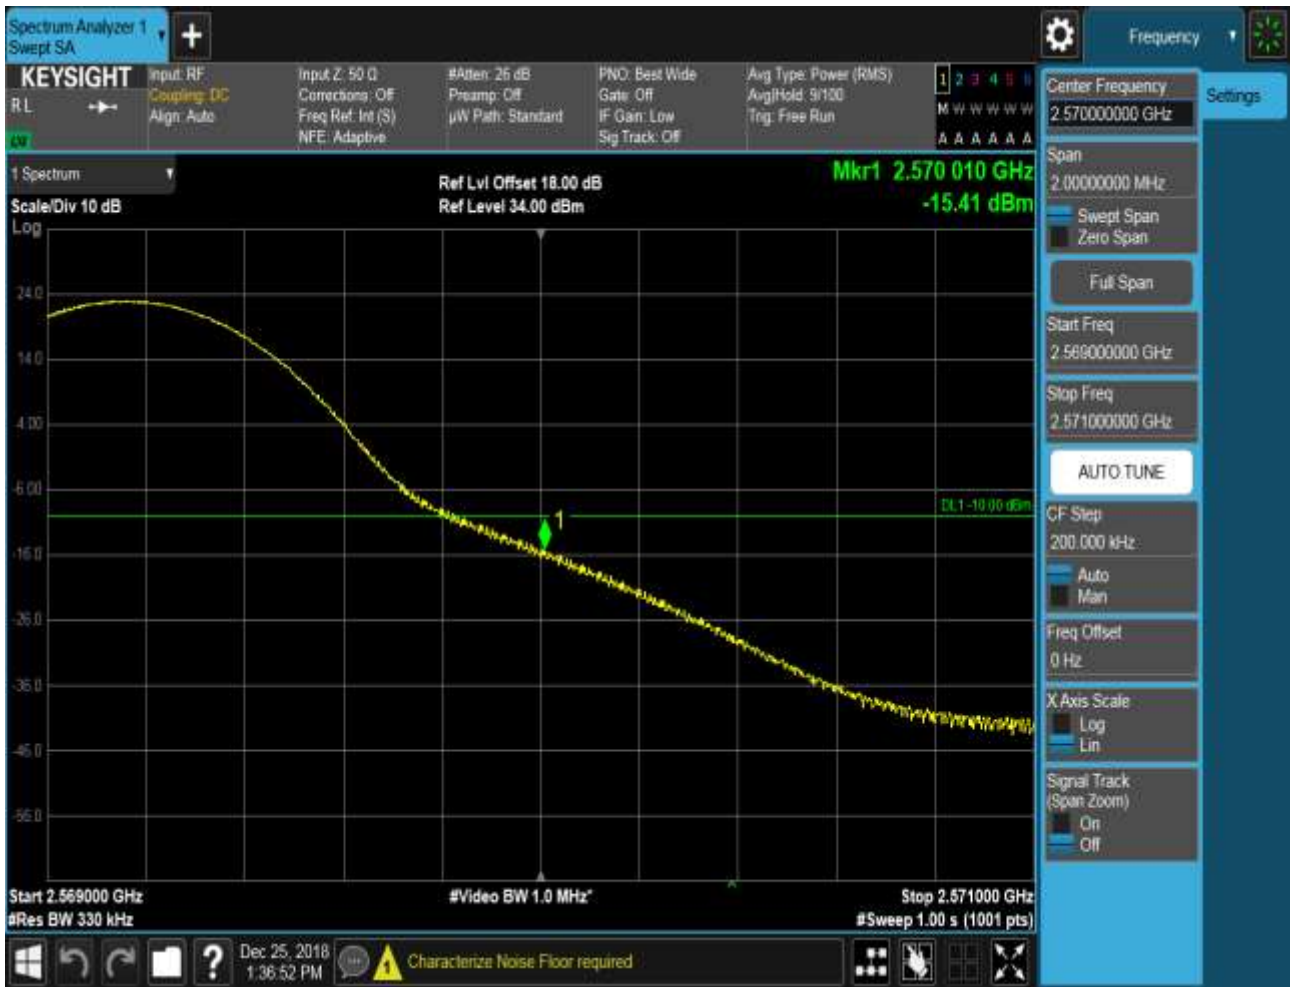 Spectrum Analyzer 1
Swept SA
+
Frequency
KEYSIGHT
RL
Input: RF
Coupling: DC
Align: Auto
Input Z: 50 Ω
Corrections: Off
Freq Ref: Int (S)
NFE: Adaptive
#Atten: 26 dB
Preamp: Off
µW Path: Standard
PNO: Best Wide
Gate: Off
IF Gain: Low
Sig Track: Off
Avg Type: Power (RMS)
Avg|Hold: 9/100
Trig: Free Run
1 2 3 4 5 6
M W W W W W
A A A A A A
1 Spectrum
Scale/Div 10 dB
Log
Ref Lvl Offset 18.00 dB
Ref Level 34.00 dBm
Mkr1 2.570 010 GHz
-15.41 dBm
24.0
14.0
4.00
-6.00
-16.0
-26.0
-36.0
-46.0
-56.0
DL1 -10.00 dBm
1
Start 2.569000 GHz
#Res BW 330 kHz
#Video BW 1.0 MHz*
Stop 2.571000 GHz
#Sweep 1.00 s (1001 pts)
Center Frequency
2.570000000 GHz
Settings
Span
2.00000000 MHz
Swept Span
Zero Span
Full Span
Start Freq
2.569000000 GHz
Stop Freq
2.571000000 GHz
AUTO TUNE
CF Step
200.000 kHz
Auto
Man
Freq Offset
0 Hz
X Axis Scale
Log
Lin
Signal Track
(Span Zoom)
On
Off
?
Dec 25, 2018
1:36:52 PM
1
Characterize Noise Floor required